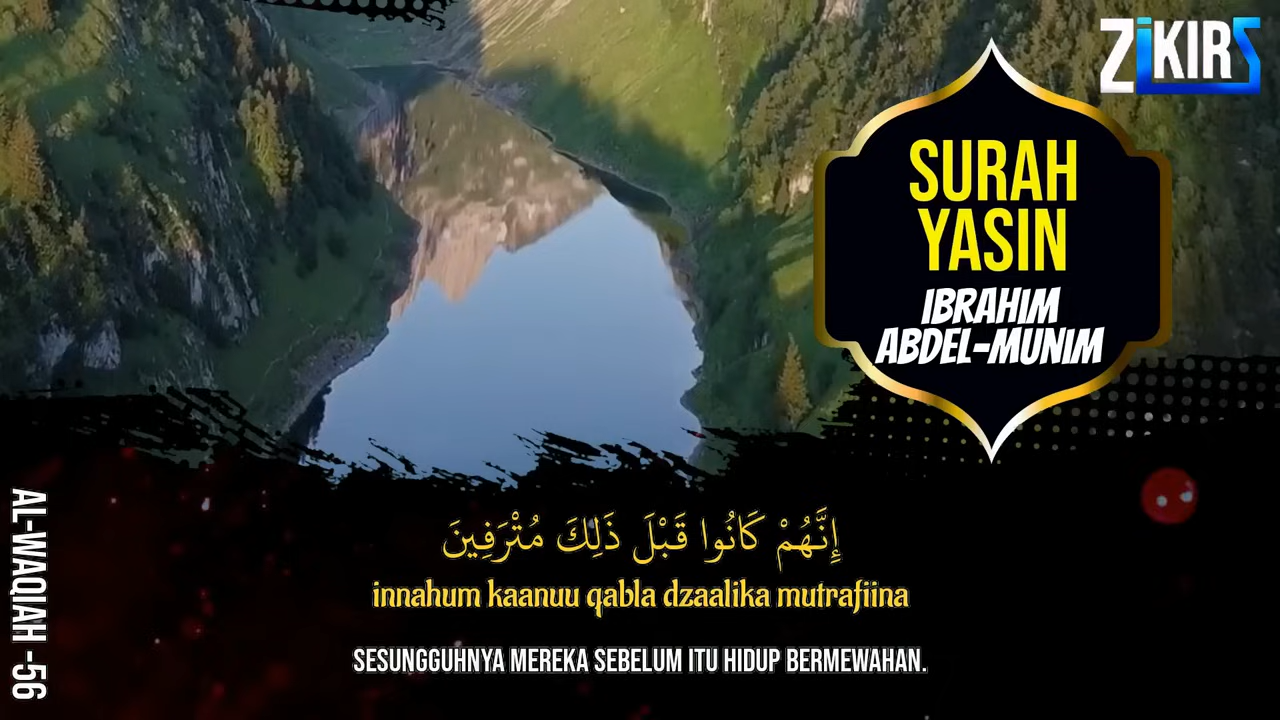 ZiKIRS
SURAH
YASIN
IBRAHIM
ABDEL-MUNIM
AL-WAQIAH -56
إِنَّهُمْ كَانُوا قَبْلَ ذَلِكَ مُتْرَفِينَ
innahum kaanuu qabla dzaalika mutrafiina
SESUNGGUHNYA MEREKA SEBELUM ITU HIDUP BERMEWAHAN.